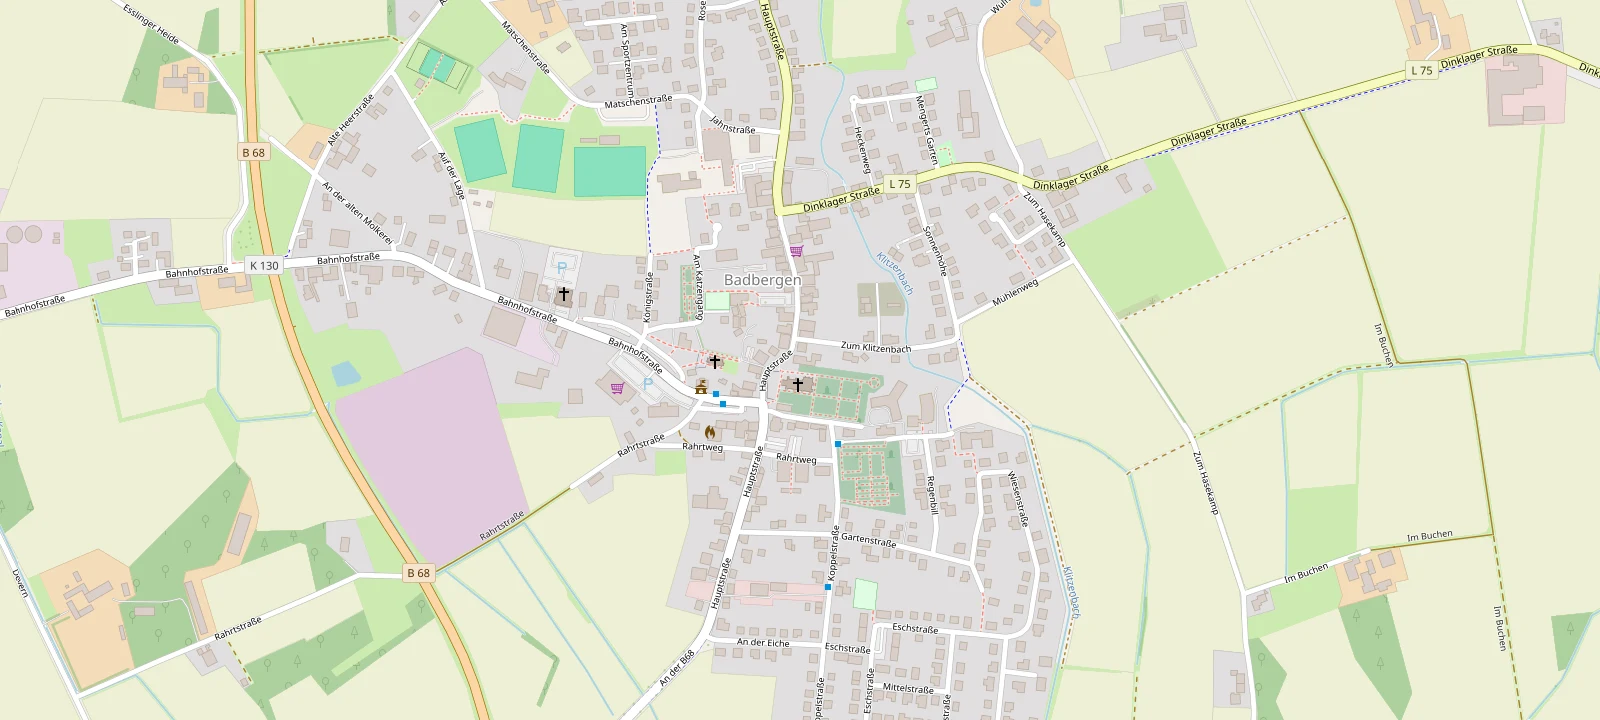 Esslinger Heide
Matschenstraße
Am Sportzentrum
Hauptstraße
Dinklager Straße
L 75
Alte Heerstraße
Matschenstraße
Jahnstraße
Mengerts Garten
Heckenweg
Dinklager Straße
B 68
Auf der Lage
L 75
Dinklager Straße
Dinklager Straße
An der alten Molkerei
Zum Hasekamp
Sonnenhöhe
Bahnhofstraße
K 130
Bahnhofstraße
Klitzenbach
Badbergen
Am Katzengang
Königstraße
Mühlenweg
Bahnhofstraße
Bahnhofstraße
P
Bahnhofstraße
Zum Klitzenbach
Im Buchen
Hauptstraße
P
Rahrtstraße
Rahrtweg
Rahrtweg
Hauptstraße
Regenbill
Wiesenstraße
Zum Hasekamp
Rahrtstraße
Gartenstraße
Koppelstraße
Im Buchen
Im Buchen
B 68
Hauptstraße
Klitzenbach
Devern
Rahrtstraße
Eschstraße
An der Eiche
Eschstraße
Im Buchen
An der B68
Mittelstraße
Eschstraße